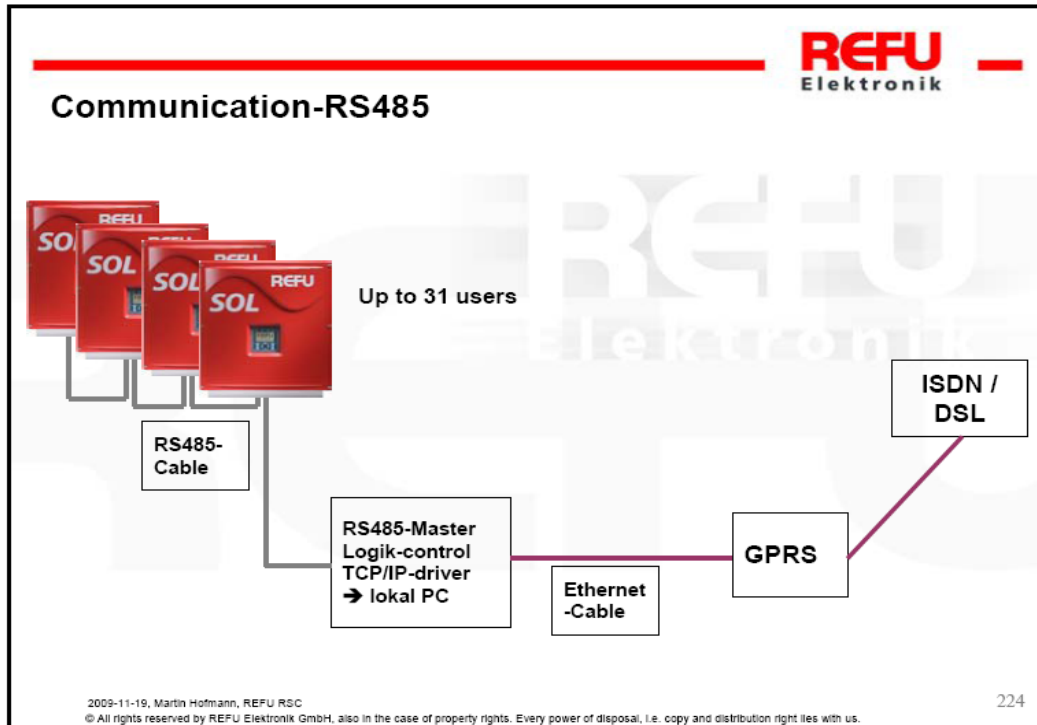 REFU
Elektronik
Communication-RS485
REFU
Elektronik
REFU
SOL
REFU
SOL
REFU
SOL
REFU
SOL
Up to 31 users
ISDN /
DSL
RS485-
Cable
RS485-Master
Logik-control
TCP/IP-driver
➔ lokal PC
GPRS
Ethernet
-Cable
2009-11-19, Martin Hofmann, REFU RSC
224
© All rights reserved by REFU Elektronik GmbH, also in the case of property rights. Every power of disposal, i.e. copy and distribution right lies with us.